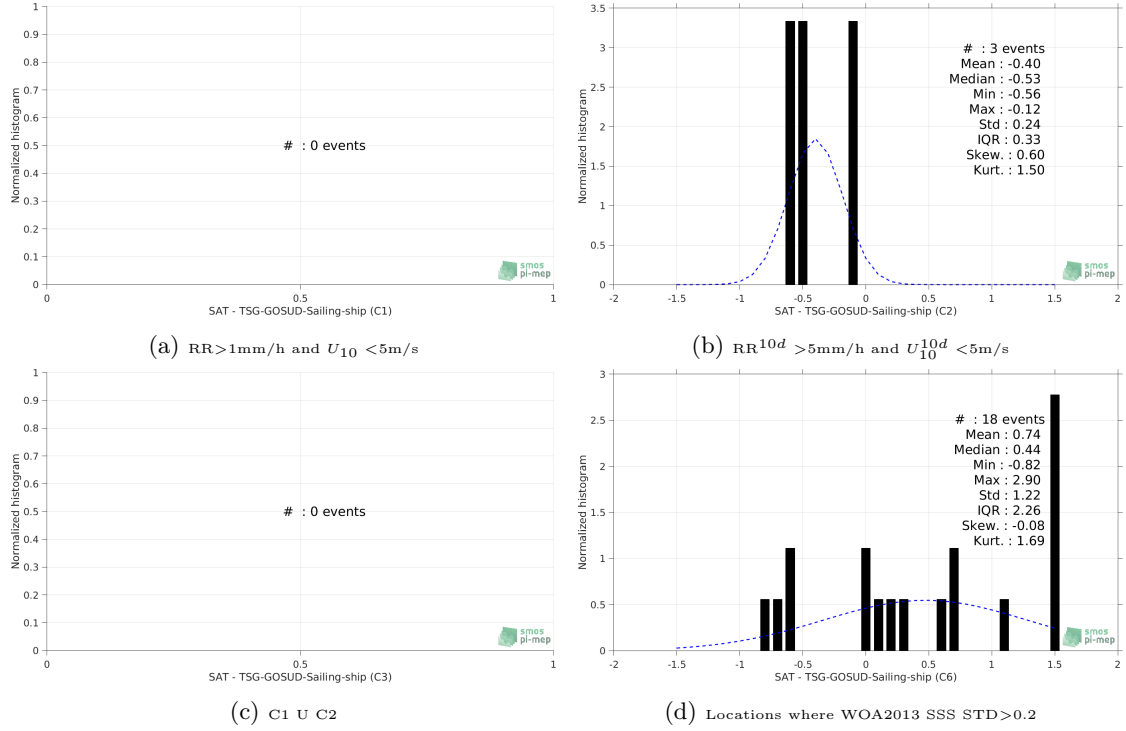 1
0.9
0.8
0.7
0.6
0.5
0.4
0.3
0.2
0.1
0
Normalized histogram
# : 0 events
smos
pi-mep
0 0.5 1
SAT - TSG-GOSUD-Sailing-ship (C1)
(a) RR>1mm/h and U10 <5m/s
3.5
3
2.5
2
1.5
1
0.5
0
Normalized histogram
# : 3 events
Mean : -0.40
Median : -0.53
Min : -0.56
Max : -0.12
Std : 0.24
IQR : 0.33
Skew. : 0.60
Kurt. : 1.50
smos
pi-mep
-2 -1.5 -1 -0.5 0 0.5 1 1.5 2
SAT - TSG-GOSUD-Sailing-ship (C2)
(b) RR10d >5mm/h and U10d10 <5m/s
1
0.9
0.8
0.7
0.6
0.5
0.4
0.3
0.2
0.1
0
Normalized histogram
# : 0 events
smos
pi-mep
0 0.5 1
SAT - TSG-GOSUD-Sailing-ship (C3)
(c) C1 U C2
3
2.5
2
1.5
1
0.5
0
Normalized histogram
# : 18 events
Mean : 0.74
Median : 0.44
Min : -0.82
Max : 2.90
Std : 1.22
IQR : 2.26
Skew. : -0.08
Kurt. : 1.69
smos
pi-mep
-2 -1.5 -1 -0.5 0 0.5 1 1.5 2
SAT - TSG-GOSUD-Sailing-ship (C6)
(d) Locations where WOA2013 SSS STD>0.2